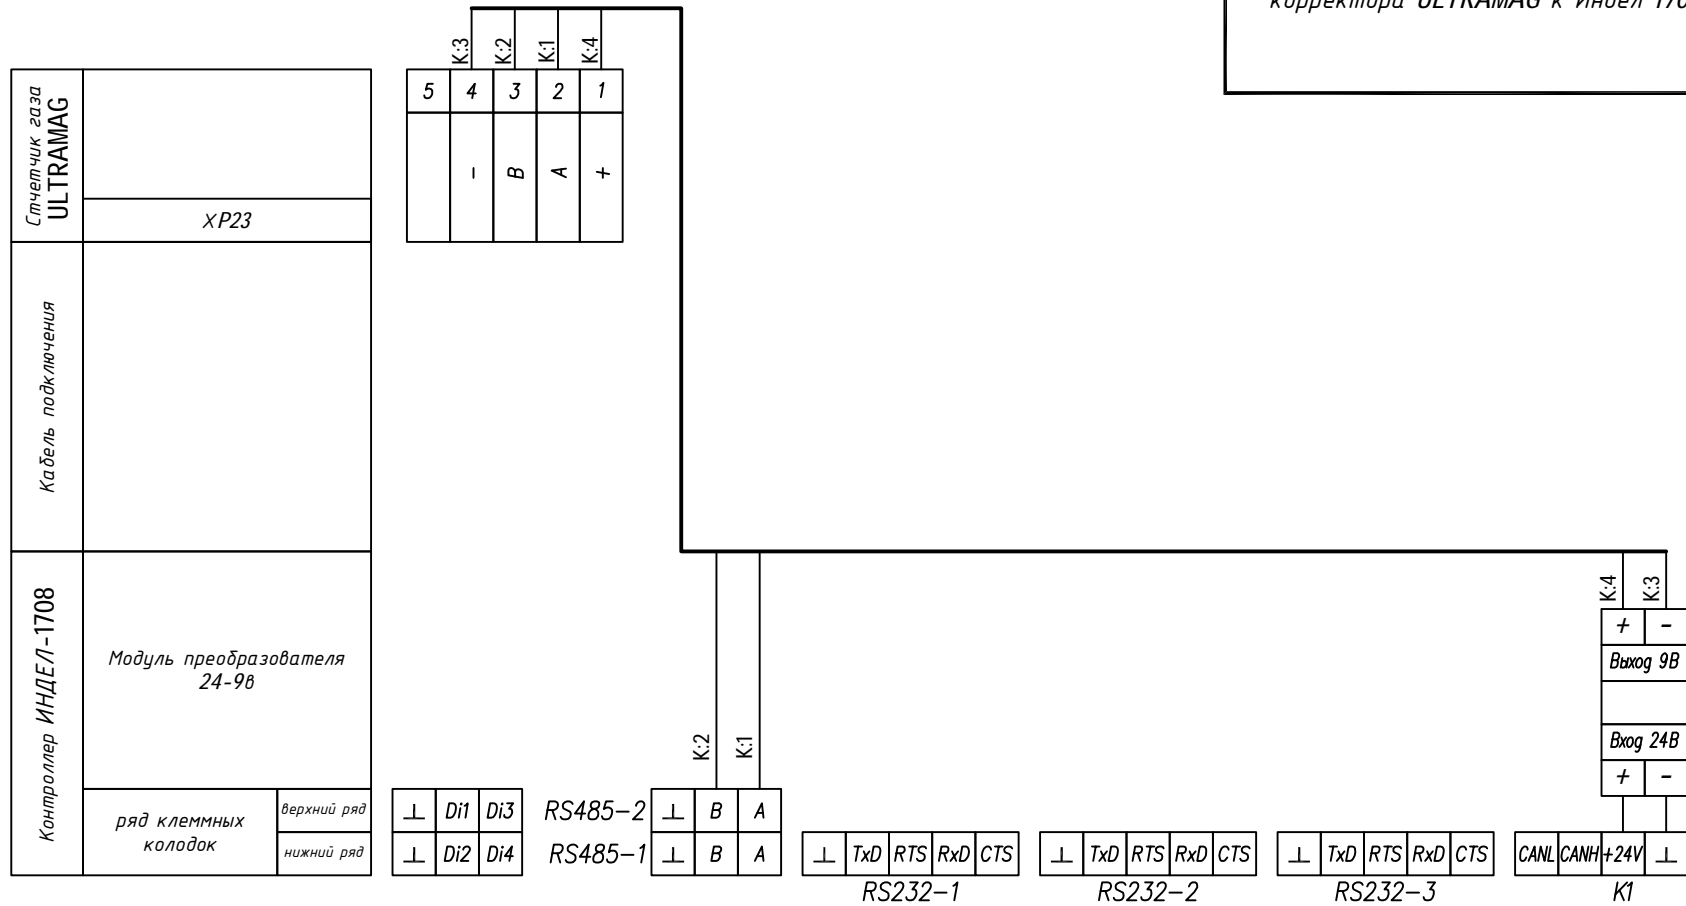 корректора ULTRAMAG к Индел 170
K:3
K:2
K:1
K:4
Стчетчик газа
ULTRAMAG
XP23
5
4
3
2
1
-
B
A
+
Кабель подключения
Контроллер ИНДЕЛ-1708
Модуль преобразователя
24-9в
ряд клеммных
колодок
верхний ряд
нижний ряд
K:2
K:1
K:4
K:3
+ -
Выход 9В
Вход 24В
+ -
⊥ Di1 Di3
⊥ Di2 Di4
RS485-2 ⊥ B A
RS485-1 ⊥ B A
⊥ TxD RTS RxD CTS
RS232-1
⊥ TxD RTS RxD CTS
RS232-2
⊥ TxD RTS RxD CTS
RS232-3
CANL CANH +24V ⊥
K1